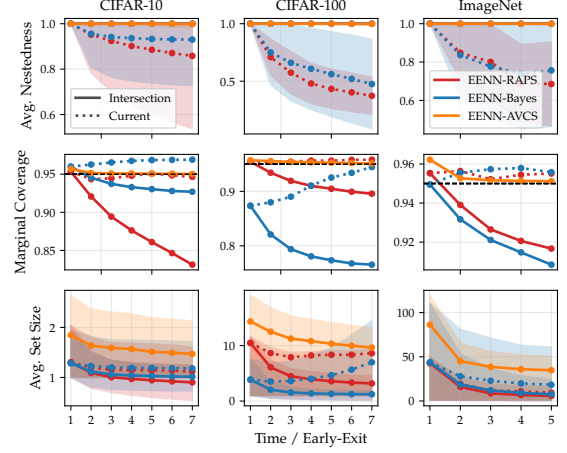 CIFAR-10 CIFAR-100 ImageNet
Avg. Nestedness
1.0
0.8
0.6
Intersection
Current
1.0
0.5
1.0
0.8
0.6
EENN-RAPS
EENN-Bayes
EENN-AVCS
Marginal Coverage
0.95
0.90
0.85
0.9
0.8
0.96
0.94
0.92
Avg. Set Size
2
1
10
0
100
50
0
1 2 3 4 5 6 7 1 2 3 4 5 6 7 1 2 3 4 5
Time / Early-Exit